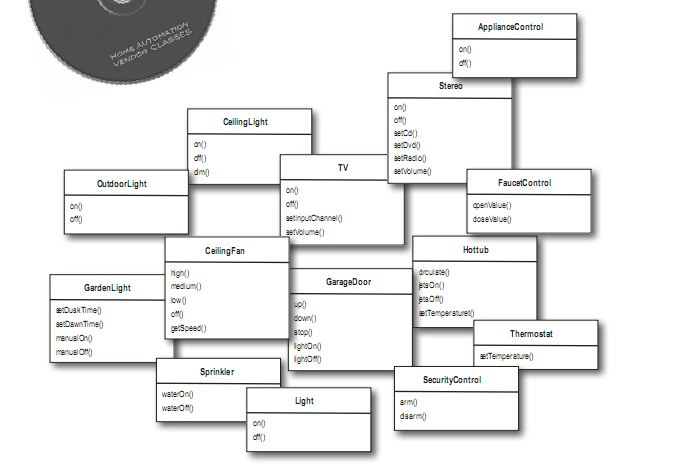 HOME AUTOMATION
VENDOR CLASSES
ApplianceControl
on()
off()
Stereo
on()
off()
setCd()
setDvd()
setRadio()
setVolume()
CeilingLight
on()
off()
dim()
TV
on()
off()
setInputChannel()
setVolume()
OutdoorLight
on()
off()
FaucetControl
openValue()
closeValue()
CeilingFan
high()
medium()
low()
off()
getSpeed()
Hottub
circulate()
jetsOn()
jetsOff()
setTemperature()
GardenLight
setDuskTime()
setDawnTime()
manualOn()
manualOff()
GarageDoor
up()
down()
stop()
lightOn()
lightOff()
Thermostat
setTemperature()
Sprinkler
waterOn()
waterOff()
SecurityControl
arm()
disarm()
Light
on()
off()